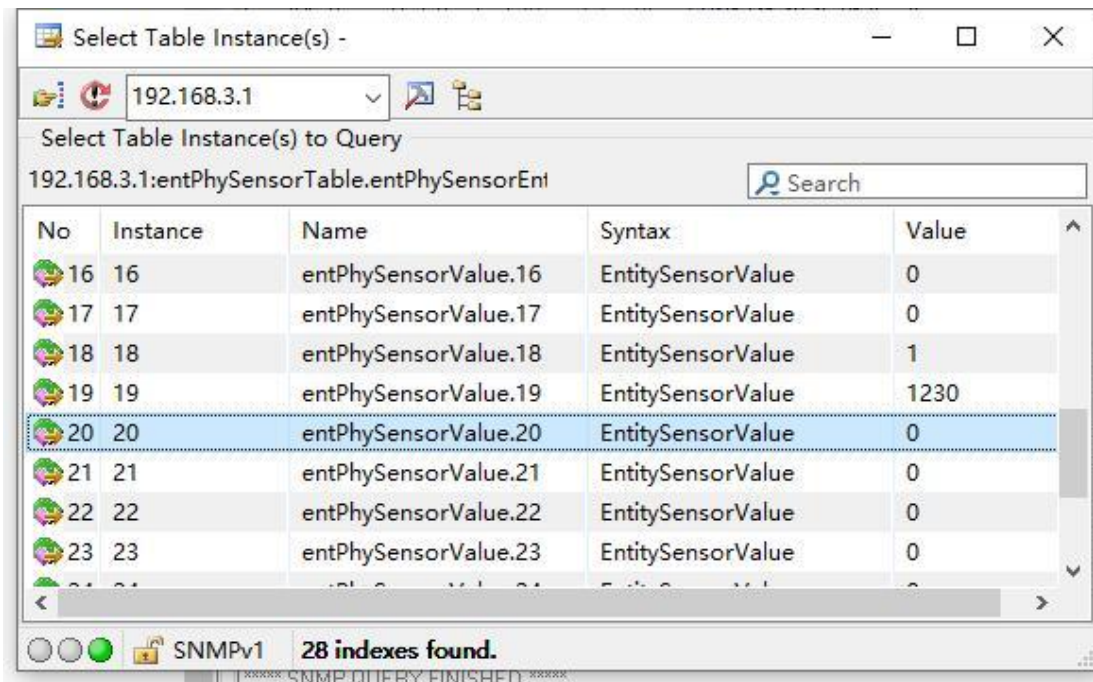 Select Table Instance(s) -
192.168.3.1
Select Table Instance(s) to Query
192.168.3.1:entPhySensorTable.entPhySensorEnt
Search
No Instance Name Syntax Value
16 16 entPhySensorValue.16 EntitySensorValue 0
17 17 entPhySensorValue.17 EntitySensorValue 0
18 18 entPhySensorValue.18 EntitySensorValue 1
19 19 entPhySensorValue.19 EntitySensorValue 1230
20 20 entPhySensorValue.20 EntitySensorValue 0
21 21 entPhySensorValue.21 EntitySensorValue 0
22 22 entPhySensorValue.22 EntitySensorValue 0
23 23 entPhySensorValue.23 EntitySensorValue 0
SNMPv1 28 indexes found.
***** SNMP QUERY FINISHED *****